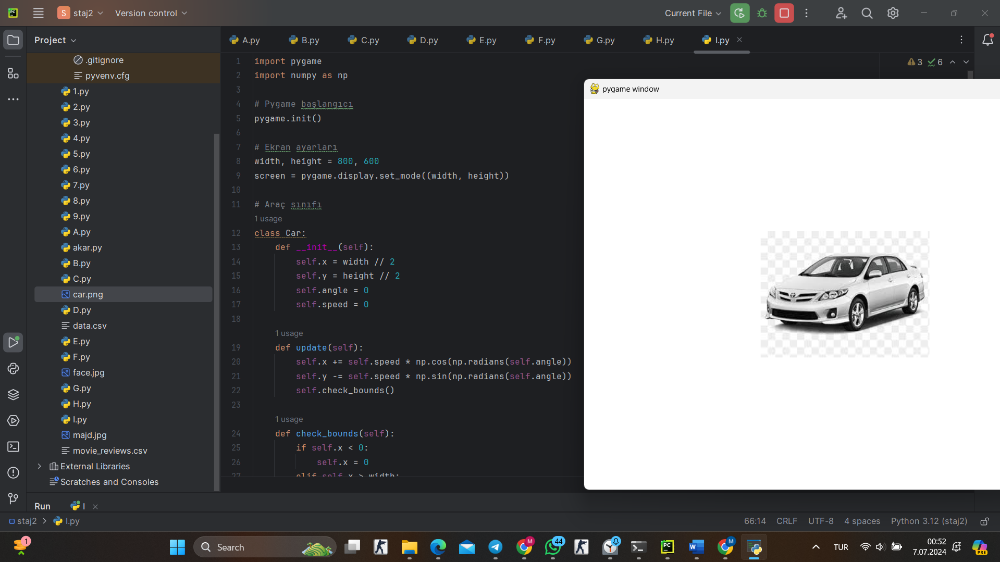 S staj2 Version control Current File
Project
A.py B.py C.py D.py E.py F.py G.py H.py I.py
.gitignore
pyvenv.cfg
1.py
2.py
3.py
4.py
5.py
6.py
7.py
8.py
9.py
A.py
akar.py
B.py
C.py
car.png
D.py
data.csv
E.py
F.py
face.jpg
G.py
H.py
I.py
majd.jpg
movie_reviews.csv
External Libraries
Scratches and Consoles
1 import pygame
2 import numpy as np
3
4 # Pygame başlangıcı
5 pygame.init()
6
7 # Ekran ayarları
8 width, height = 800, 600
9 screen = pygame.display.set_mode((width, height))
10
11 # Araç sınıfı
1 usage
12 class Car:
13 def __init__(self):
14 self.x = width // 2
15 self.y = height // 2
16 self.angle = 0
17 self.speed = 0
18
1 usage
19 def update(self):
20 self.x += self.speed * np.cos(np.radians(self.angle))
21 self.y -= self.speed * np.sin(np.radians(self.angle))
22 self.check_bounds()
23
1 usage
24 def check_bounds(self):
25 if self.x < 0:
26 self.x = 0
27 elif self.x > width:
3 6
pygame window
Run I
staj2 > I.py 66:14 CRLF UTF-8 4 spaces Python 3.12 (staj2)
1 Search M 44 PC W M TUR 00:52
7.07.2024 PRE